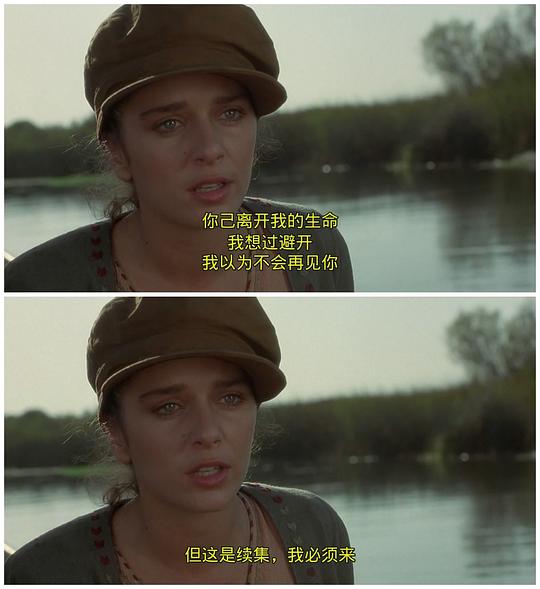 你己离开我的生命
我想过避开
我以为不会再见你
但这是续集，我必须来